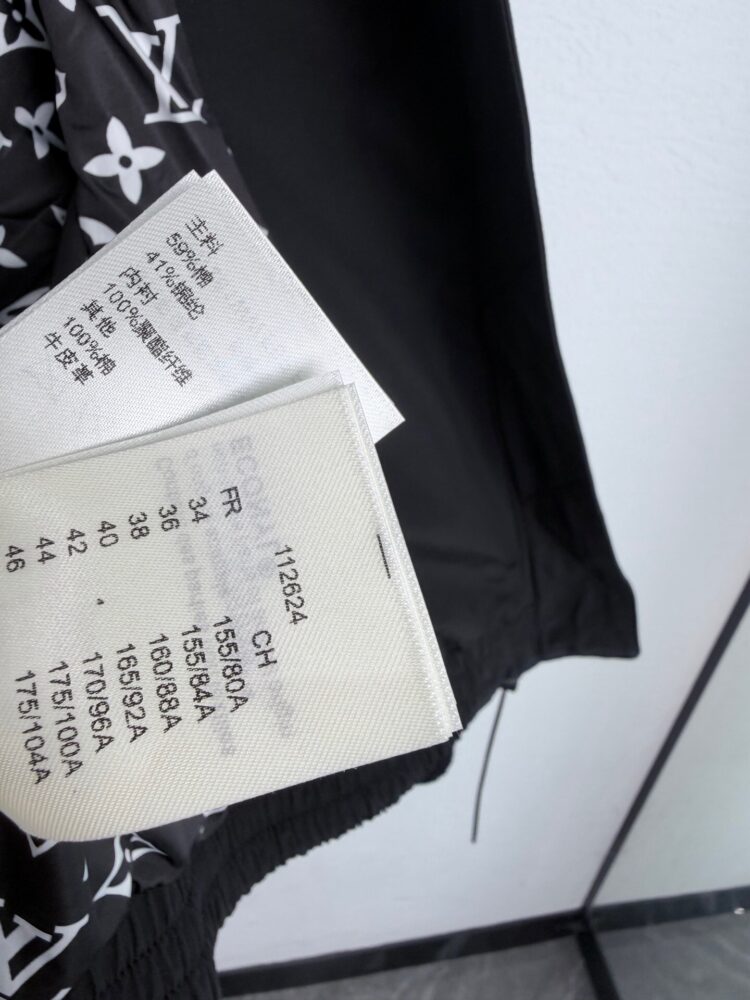 主料
59%棉
41%锦纶
内衬
100%聚酯纤维
其他
100%棉
牛皮革
112624
FR CH
34 155/80A
36 155/84A
38 160/88A
40 165/92A
42 170/96A
44 175/100A
46 175/104A
LV